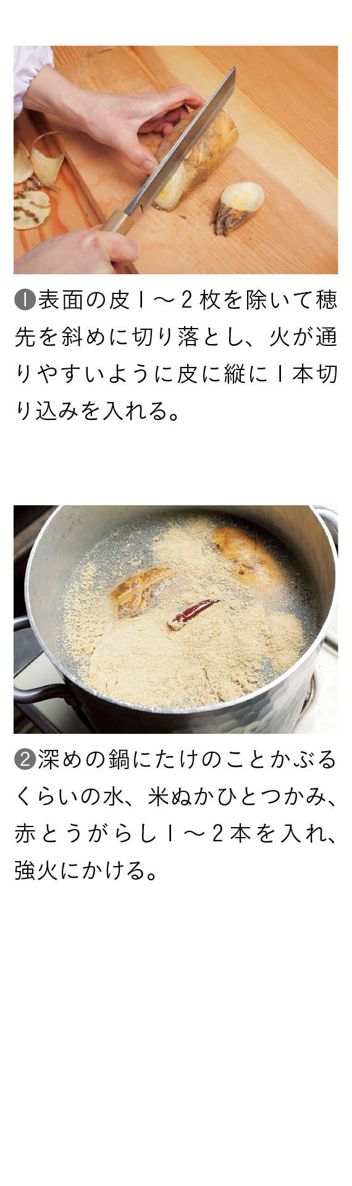 ❶表面の皮1〜2枚を除いて穂
先を斜めに切り落とし、火が通
りやすいように皮に縦に1本切
り込みを入れる。
❷深めの鍋にたけのことかぶる
くらいの水、米ぬかひとつかみ、
赤とうがらし1〜2本を入れ、
強火にかける。